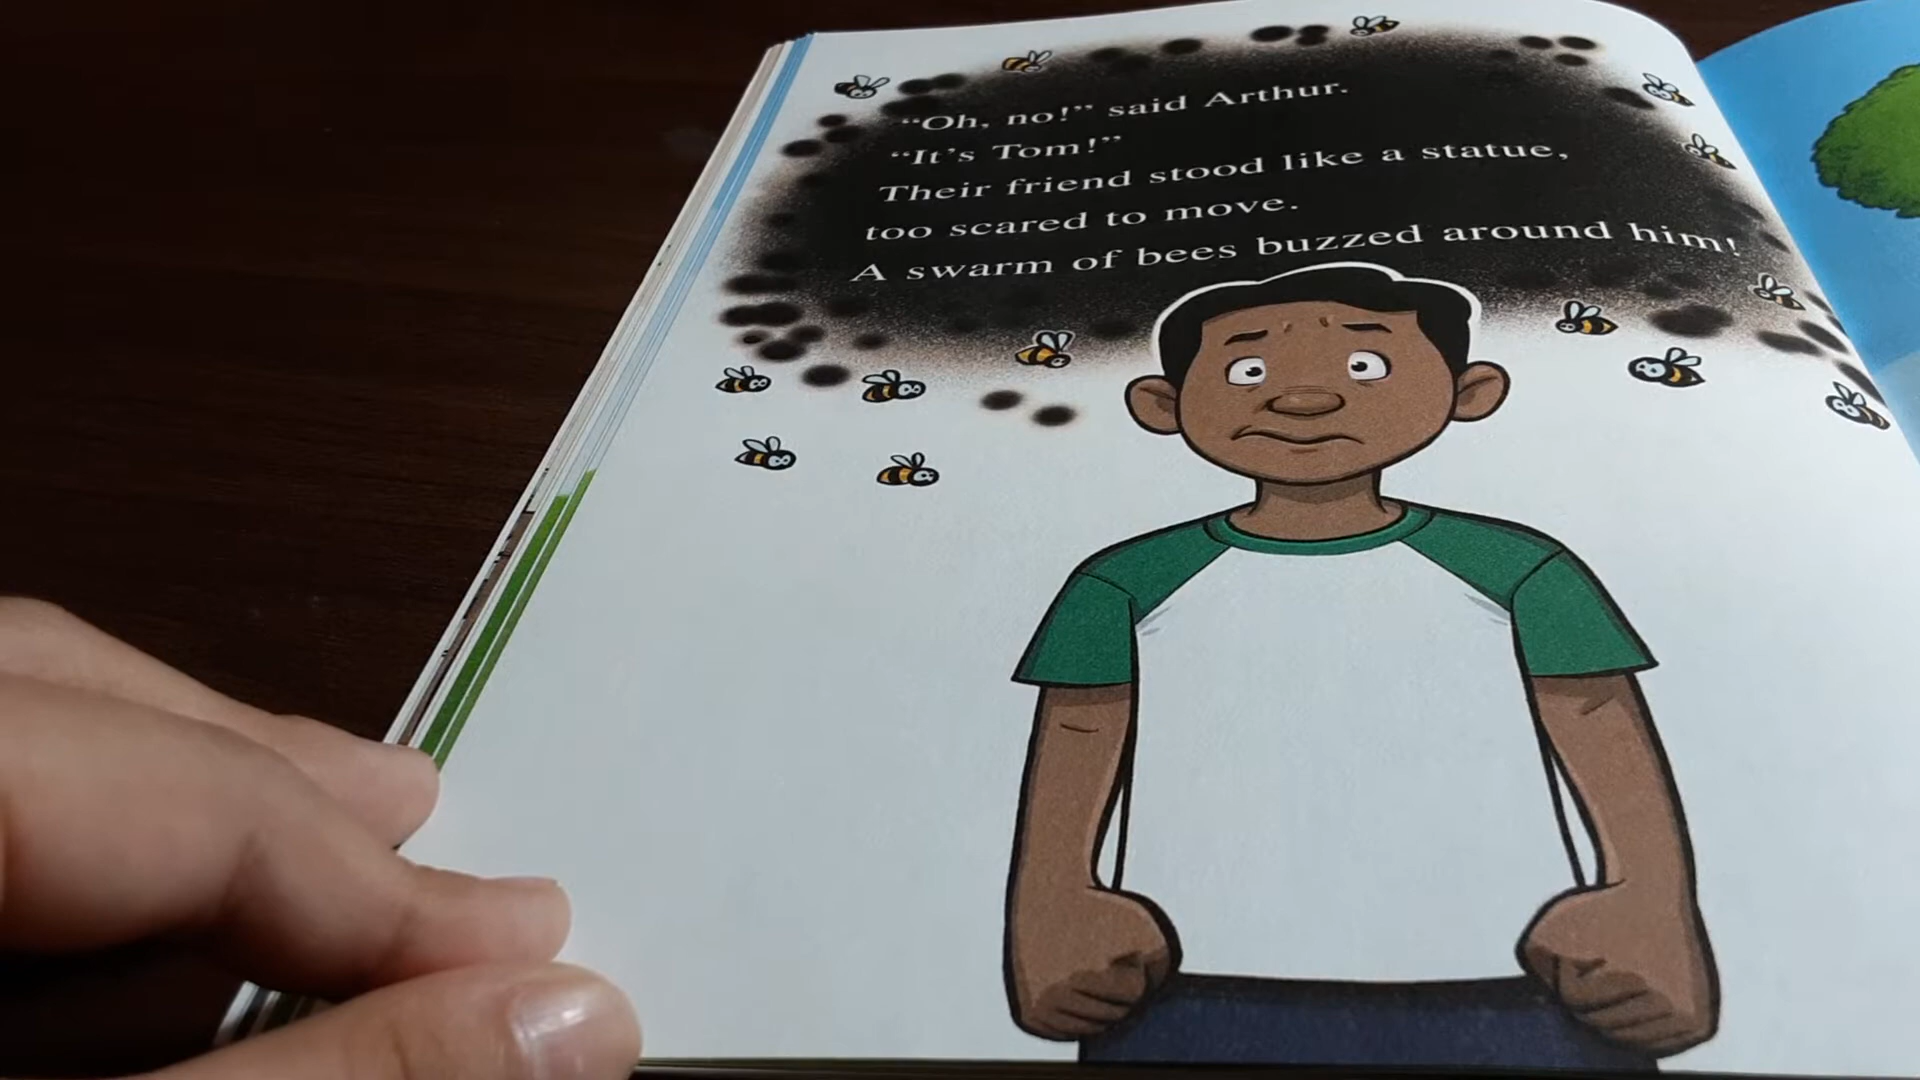 “Oh, no!” said Arthur.
“It’s Tom!”
Their friend stood like a statue,
too scared to move.
A swarm of bees buzzed around him!